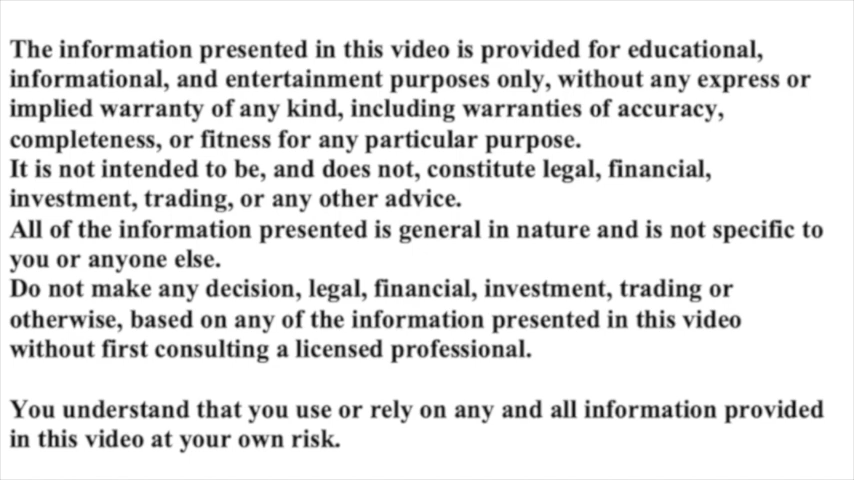 The information presented in this video is provided for educational,
informational, and entertainment purposes only, without any express or
implied warranty of any kind, including warranties of accuracy,
completeness, or fitness for any particular purpose.
It is not intended to be, and does not, constitute legal, financial,
investment, trading, or any other advice.
All of the information presented is general in nature and is not specific to
you or anyone else.
Do not make any decision, legal, financial, investment, trading or
otherwise, based on any of the information presented in this video
without first consulting a licensed professional.
You understand that you use or rely on any and all information provided
in this video at your own risk.